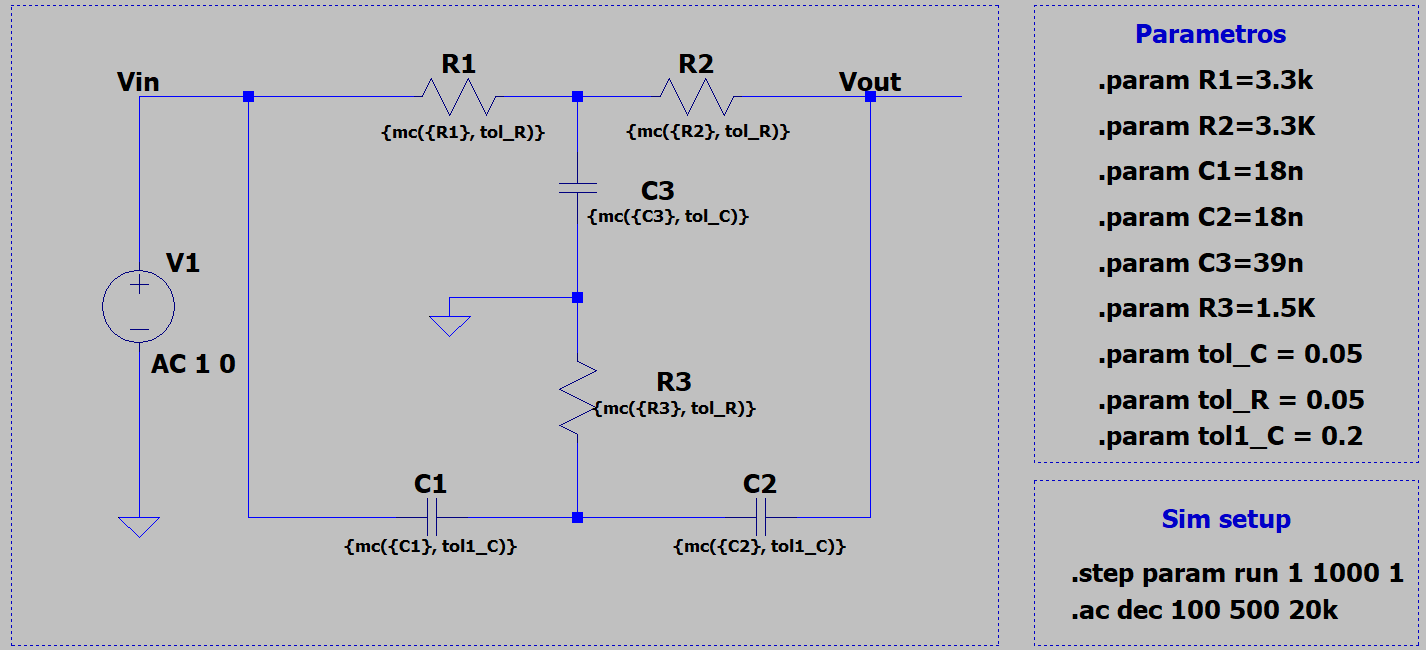 Vin
R1
R2
Vout
{mc({R1}, tol_R)}
{mc({R2}, tol_R)}
C3
{mc({C3}, tol_C)}
V1
AC 1 0
R3
{mc({R3}, tol_R)}
C1
C2
{mc({C1}, tol1_C)}
{mc({C2}, tol1_C)}
Parametros
.param R1=3.3k
.param R2=3.3K
.param C1=18n
.param C2=18n
.param C3=39n
.param R3=1.5K
.param tol_C = 0.05
.param tol_R = 0.05
.param tol1_C = 0.2
Sim setup
.step param run 1 1000 1
.ac dec 100 500 20k